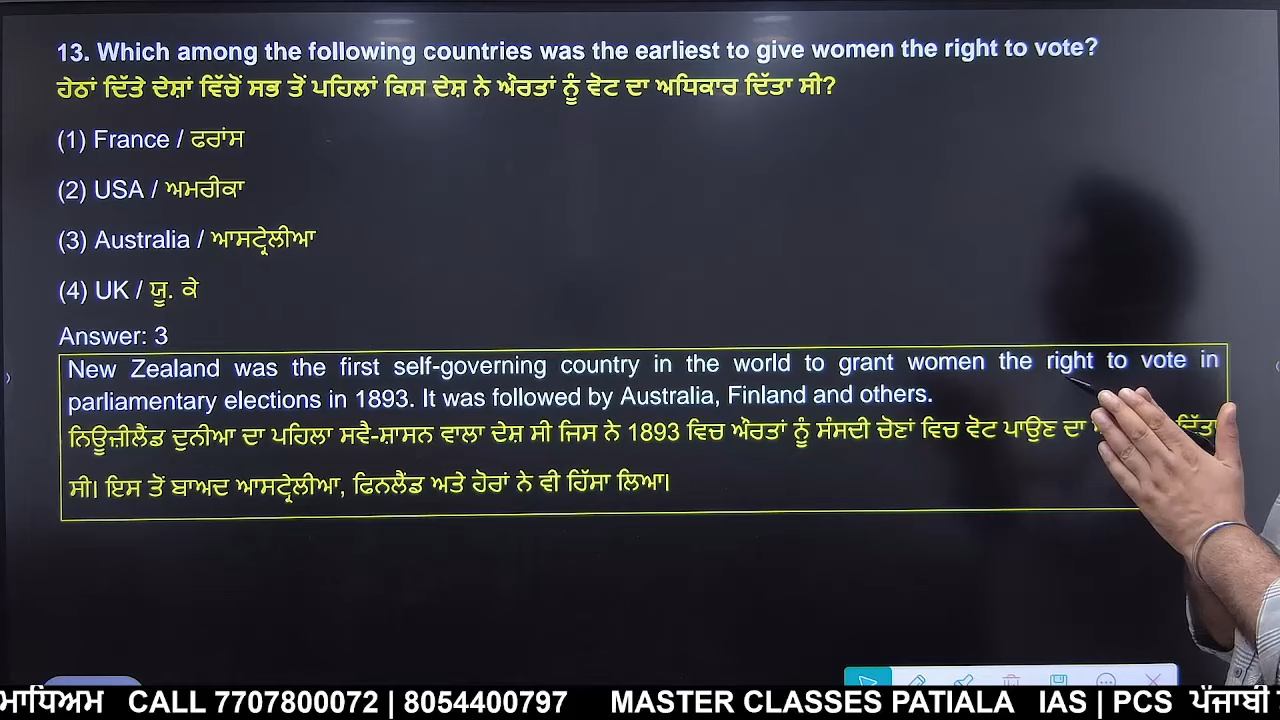 13. Which among the following countries was the earliest to give women the right to vote?
ਹੇਠਾਂ ਦਿੱਤੇ ਦੇਸ਼ਾਂ ਵਿੱਚੋਂ ਸਭ ਤੋਂ ਪਹਿਲਾਂ ਕਿਸ ਦੇਸ਼ ਨੇ ਔਰਤਾਂ ਨੂੰ ਵੋਟ ਦਾ ਅਧਿਕਾਰ ਦਿੱਤਾ ਸੀ?
(1) France / ਫਰਾਂਸ
(2) USA / ਅਮਰੀਕਾ
(3) Australia / ਆਸਟ੍ਰੇਲੀਆ
(4) UK / ਯੂ. ਕੇ
Answer: 3
New Zealand was the first self-governing country in the world to grant women the right to vote in
parliamentary elections in 1893. It was followed by Australia, Finland and others.
ਨਿਊਜ਼ੀਲੈਂਡ ਦੁਨੀਆ ਦਾ ਪਹਿਲਾ ਸਵੈ-ਸ਼ਾਸਨ ਵਾਲਾ ਦੇਸ਼ ਸੀ ਜਿਸ ਨੇ 1893 ਵਿਚ ਔਰਤਾਂ ਨੂੰ ਸੰਸਦੀ ਚੋਣਾਂ ਵਿਚ ਵੋਟ ਪਾਉਣ ਦਾ ਦਿੱਤਾ
ਸੀ। ਇਸ ਤੋਂ ਬਾਅਦ ਆਸਟ੍ਰੇਲੀਆ, ਫਿਨਲੈਂਡ ਅਤੇ ਹੋਰਾਂ ਨੇ ਵੀ ਹਿੱਸਾ ਲਿਆ।
ਮਾਧਿਅਮ CALL 7707800072 | 8054400797 MASTER CLASSES PATIALA IAS | PCS ਪੰਜਾਬੀ